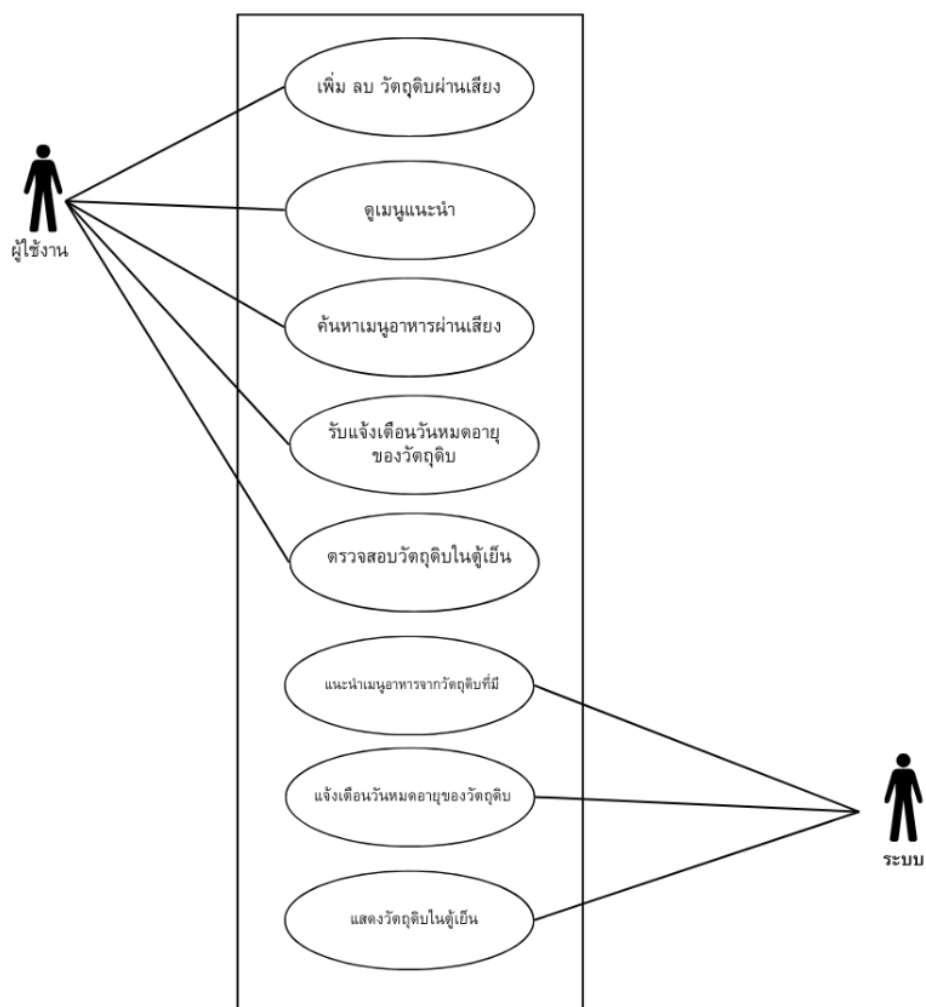 เพิ่ม ลบ วัตถุดิบผ่านเสียง
ดูเมนูแนะนำ
ผู้ใช้งาน
ค้นหาเมนูอาหารผ่านเสียง
รับแจ้งเตือนวันหมดอายุ
ของวัตถุดิบ
ตรวจสอบวัตถุดิบในตู้เย็น
แนะนำเมนูอาหารจากวัตถุดิบที่มี
แจ้งเตือนวันหมดอายุของวัตถุดิบ
ระบบ
แสดงวัตถุดิบในตู้เย็น